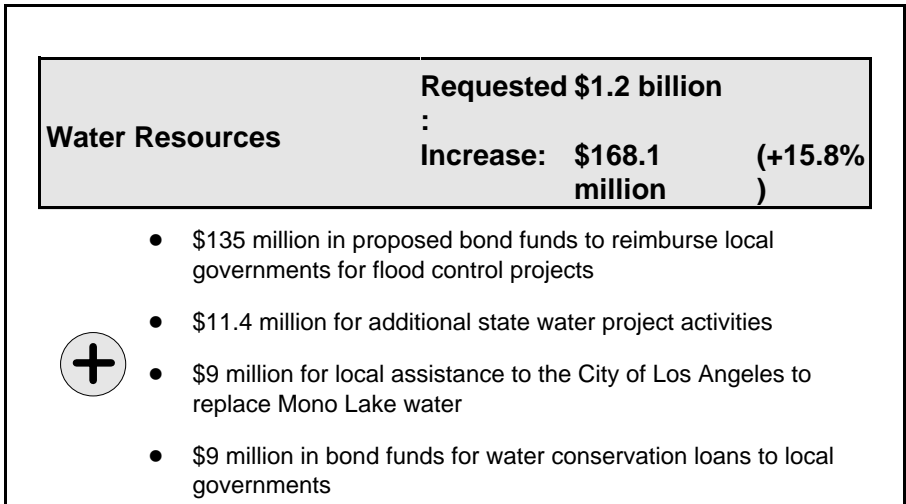 Water Resources
Requested $1.2 billion
:
Increase: $168.1 (+15.8%
million )
● $135 million in proposed bond funds to reimburse local
governments for flood control projects
● $11.4 million for additional state water project activities
● $9 million for local assistance to the City of Los Angeles to
replace Mono Lake water
● $9 million in bond funds for water conservation loans to local
governments